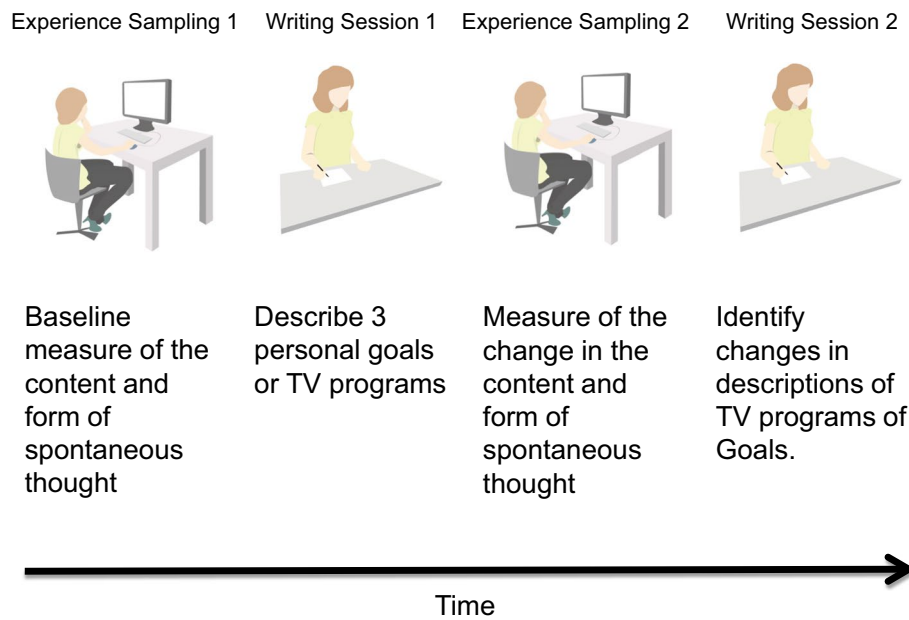 Experience Sampling 1
Writing Session 1
Experience Sampling 2
Writing Session 2
Baseline
measure of the
content and
form of
spontaneous
thought
Describe 3
personal goals
or TV programs
Measure of the
change in the
content and
form of
spontaneous
thought
Identify
changes in
descriptions of
TV programs of
Goals.
Time